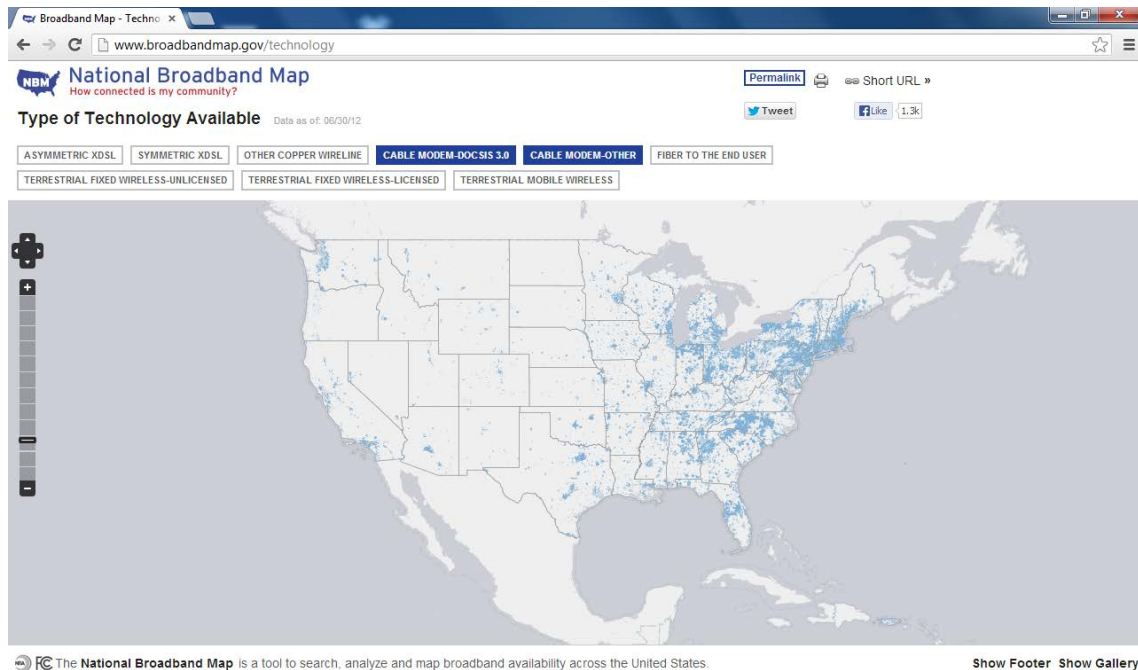 Broadband Map - Techno
www.broadbandmap.gov/technology
NBM National Broadband Map
How connected is my community?
Permalink Short URL »
Type of Technology Available Data as of: 06/30/12
Tweet Like 1.3k
ASYMMETRIC XDSL SYMMETRIC XDSL OTHER COPPER WIRELINE CABLE MODEM-DOCSIS 3.0 CABLE MODEM-OTHER FIBER TO THE END USER
TERRESTRIAL FIXED WIRELESS-UNLICENSED TERRESTRIAL FIXED WIRELESS-LICENSED TERRESTRIAL MOBILE WIRELESS
FC The National Broadband Map is a tool to search, analyze and map broadband availability across the United States. Show Footer Show Gallery